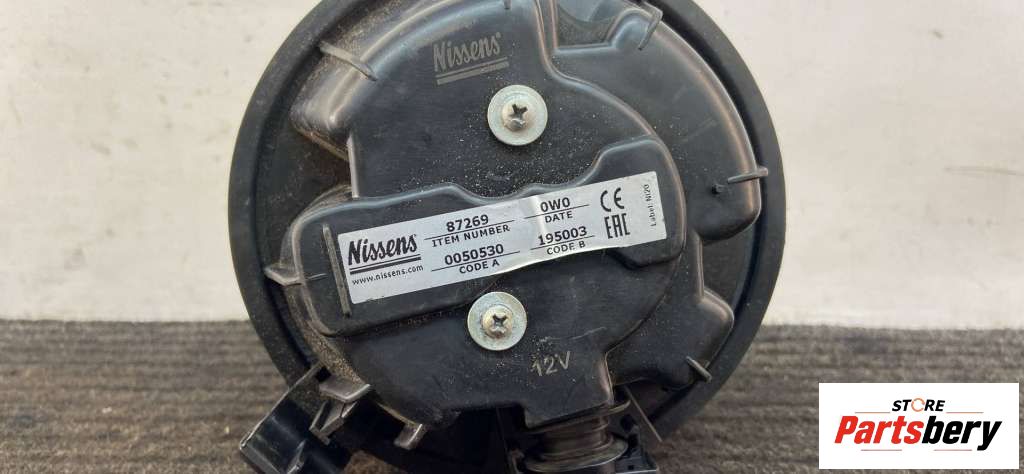 Nissens®
Nissens®
www.nissens.com
87269
ITEM NUMBER
0W0
DATE
0050530
CODE A
195003
CODE B
CE
EAC
Label: NI20
12V
STORE
Partsbery